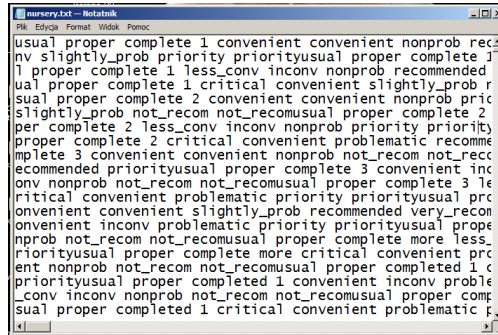 nursery.txt — Notatnik
Plik Edycja Format Widok Pomoc
usual proper complete 1 convenient convenient nonprob rec
nv slightly_prob priority priorityusual proper complete 1
l proper complete 1 less_conv inconv nonprob recommended
ual proper complete 1 critical convenient slightly_prob r
sual proper complete 2 convenient convenient nonprob pric
slightly_prob not_recom not_recomusual proper complete 2
per complete 2 less_conv inconv nonprob priority priority
proper complete 2 critical convenient problematic recomme
mplete 3 convenient convenient nonprob not_recom not_reco
ecommended priorityusual proper complete 3 convenient inc
onv nonprob not_recom not_recomusual proper complete 3 le
ritical convenient problematic priority priorityusual pro
onvenient convenient slightly_prob recommended very_recom
onvenient inconv problematic priority priorityusual prope
nprob not_recom not_recomusual proper complete more less_
priorityusual proper complete more critical convenient pro
ent nonprob not_recom not_recomusual proper completed 1 c
priorityusual proper completed 1 convenient inconv proble
_conv inconv nonprob not_recom not_recomusual proper comp
sual proper completed 1 critical convenient problematic p